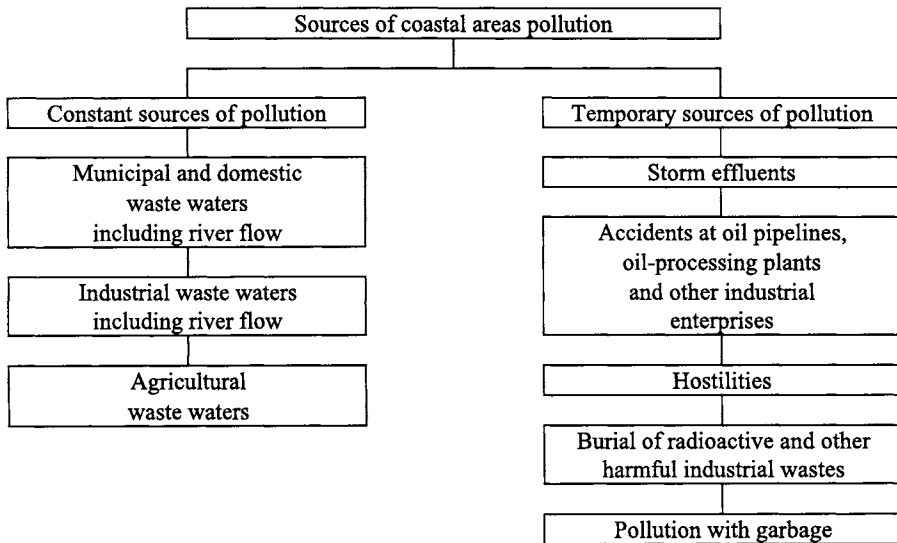 Sources of coastal areas pollution
Constant sources of pollution
Municipal and domestic
waste waters
including river flow
Industrial waste waters
including river flow
Agricultural
waste waters
Temporary sources of pollution
Storm effluents
Accidents at oil pipelines,
oil-processing plants
and other industrial
enterprises
Hostilities
Burial of radioactive and other
harmful industrial wastes
Pollution with garbage